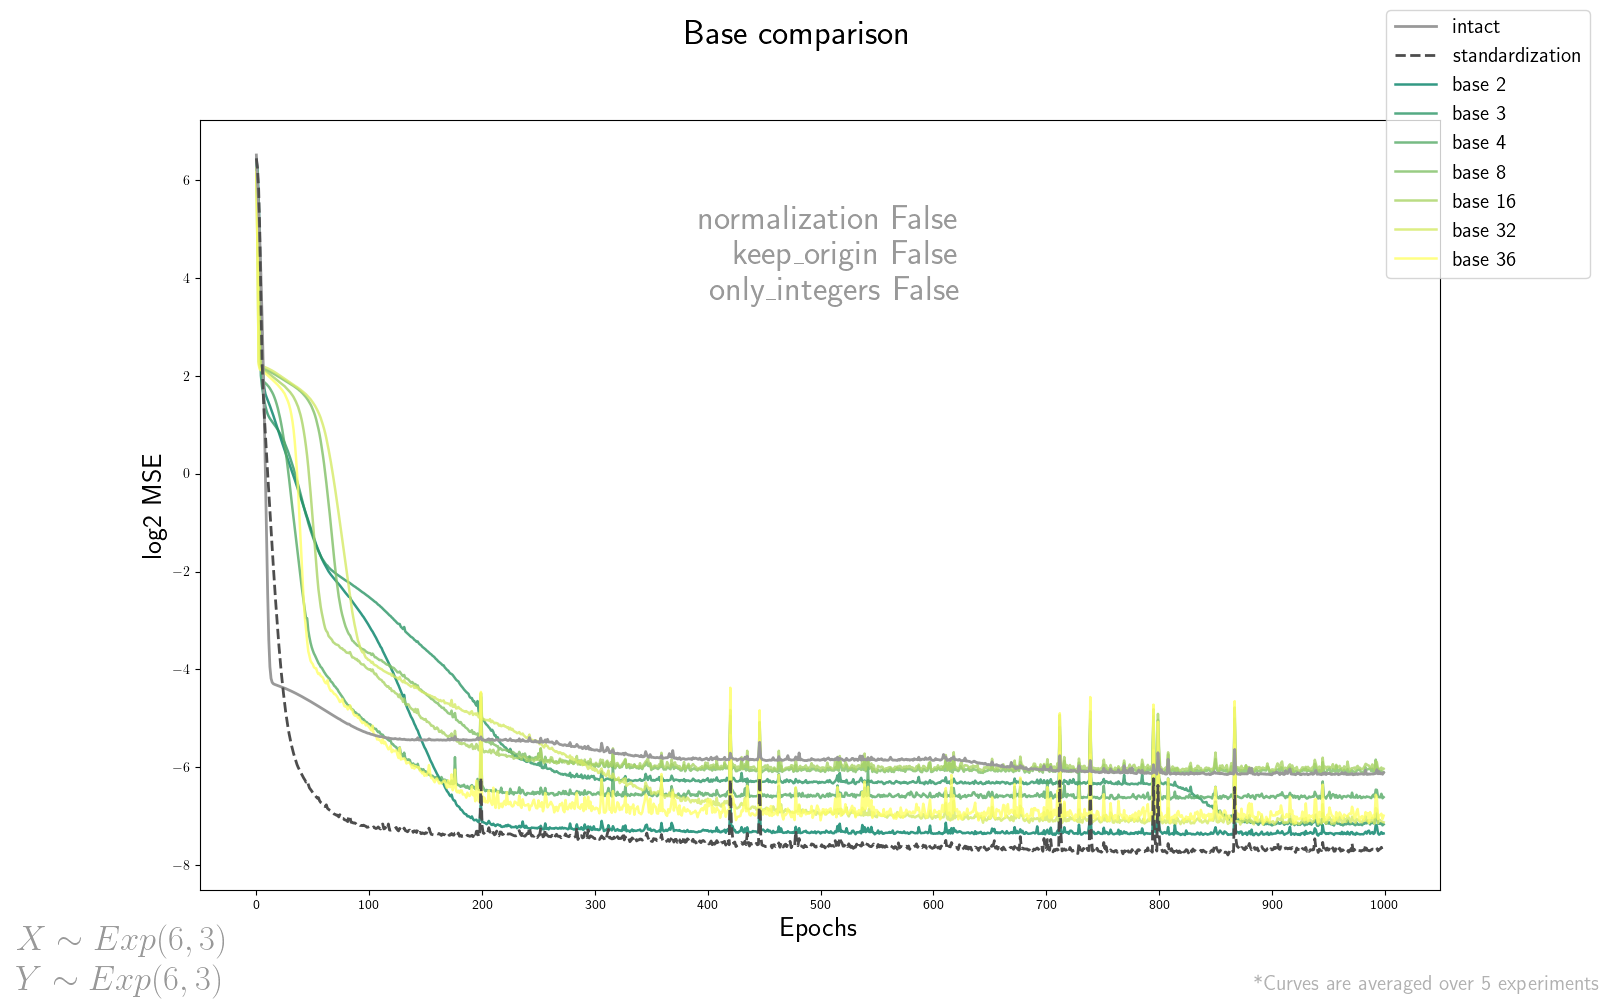 Base comparison
intact
standardization
base 2
base 3
base 4
base 8
base 16
base 32
base 36
normalization False
keep_origin False
only_integers False
log2 MSE
6
4
2
0
−2
−4
−6
−8
0 100 200 300 400 500 600 700 800 900 1000
Epochs
X ∼ Exp(6, 3)
Y ∼ Exp(6, 3)
*Curves are averaged over 5 experiments